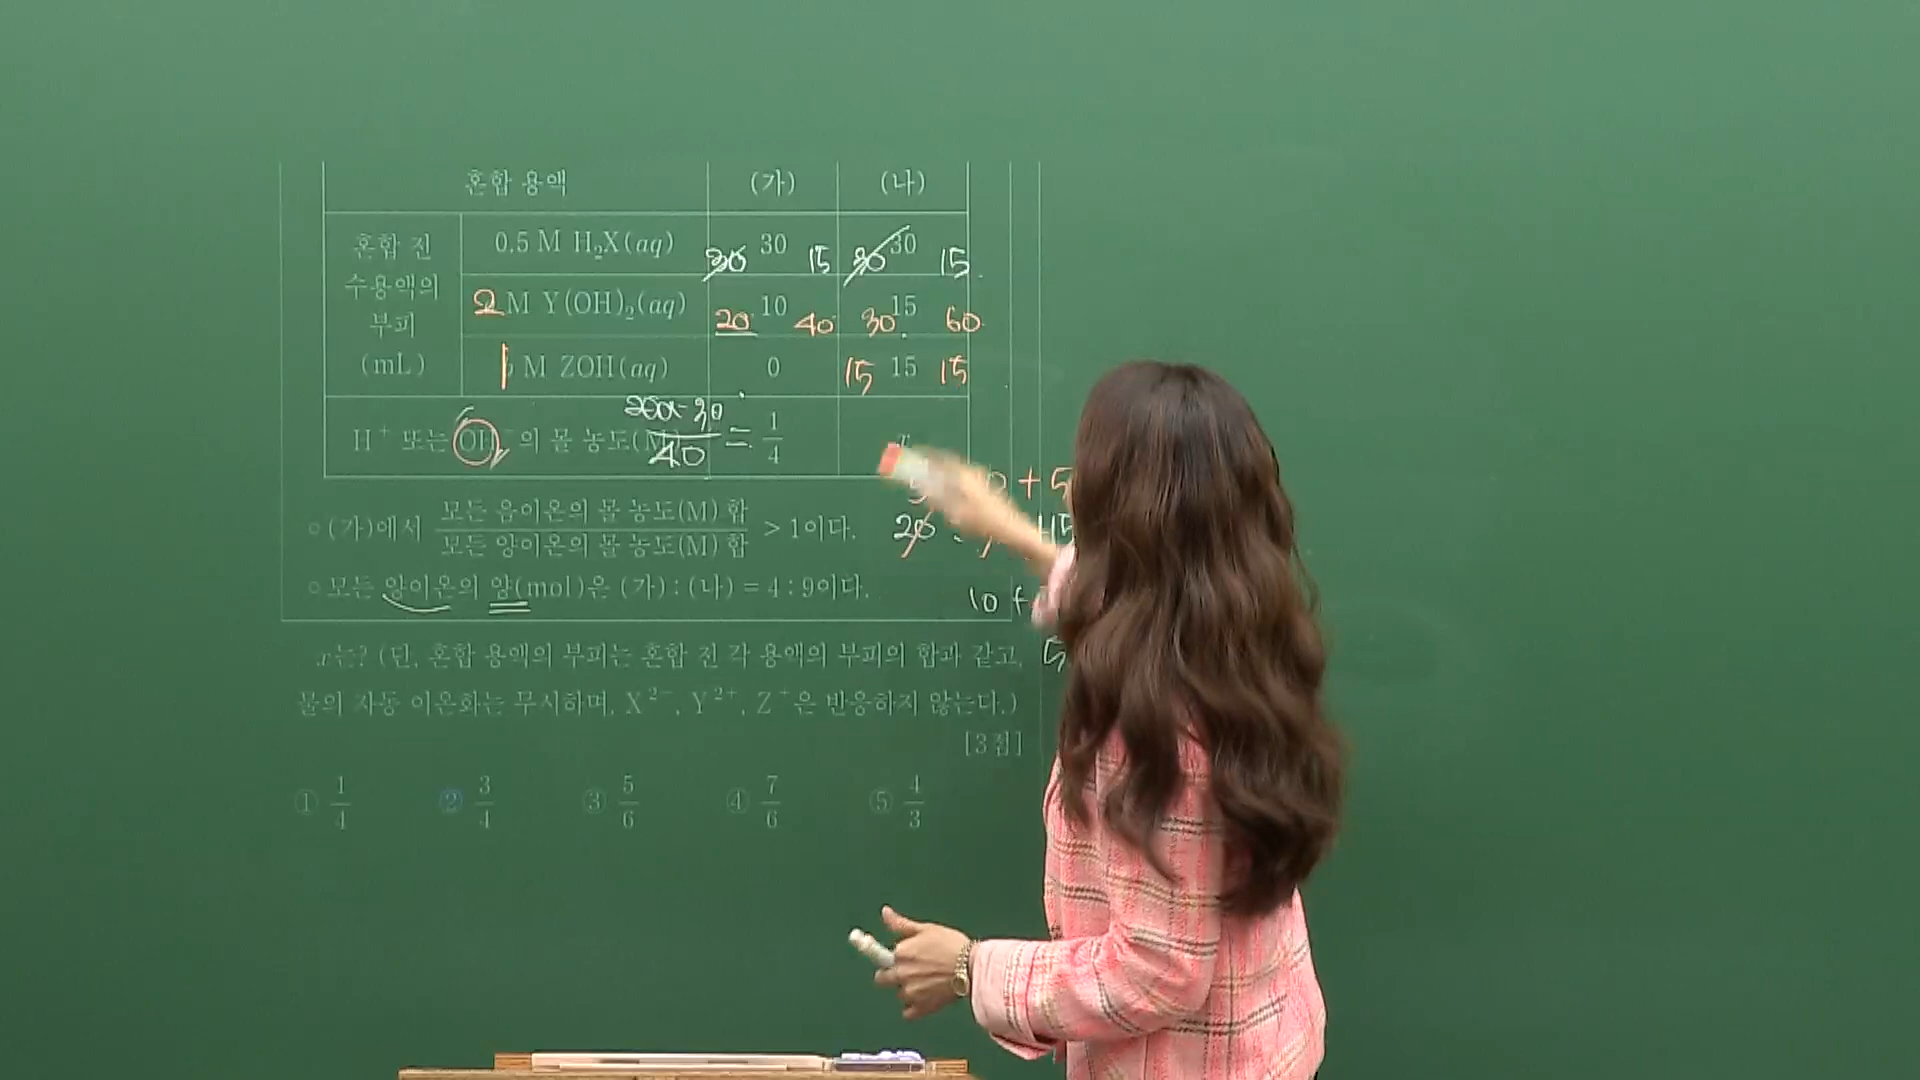 혼합 용액 (가) (나)
혼합 전 수용액의 부피 (mL)
0.5 M H₂X(aq) 30 30 15 30 30 15
2 M Y(OH)₂(aq) 20 10 40 30 15 60
1 M ZOH(aq) 0 15 15 15
H⁺ 또는 OH⁻의 몰 농도(M) 1/4 x
20a-30 / 40 =
(가)에서 모든 음이온의 몰 농도(M) 합 / 모든 양이온의 몰 농도(M) 합 > 1이다.
20 + 5
모든 양이온의 양(mol)은 (가) : (나) = 4 : 9이다.
10 +
x는? (단, 혼합 용액의 부피는 혼합 전 각 용액의 부피의 합과 같고,
물의 자동 이온화는 무시하며, X²⁻, Y²⁺, Z⁺은 반응하지 않는다.)
[3점]
① 1/4 ② 3/4 ③ 5/6 ④ 7/6 ⑤ 4/3